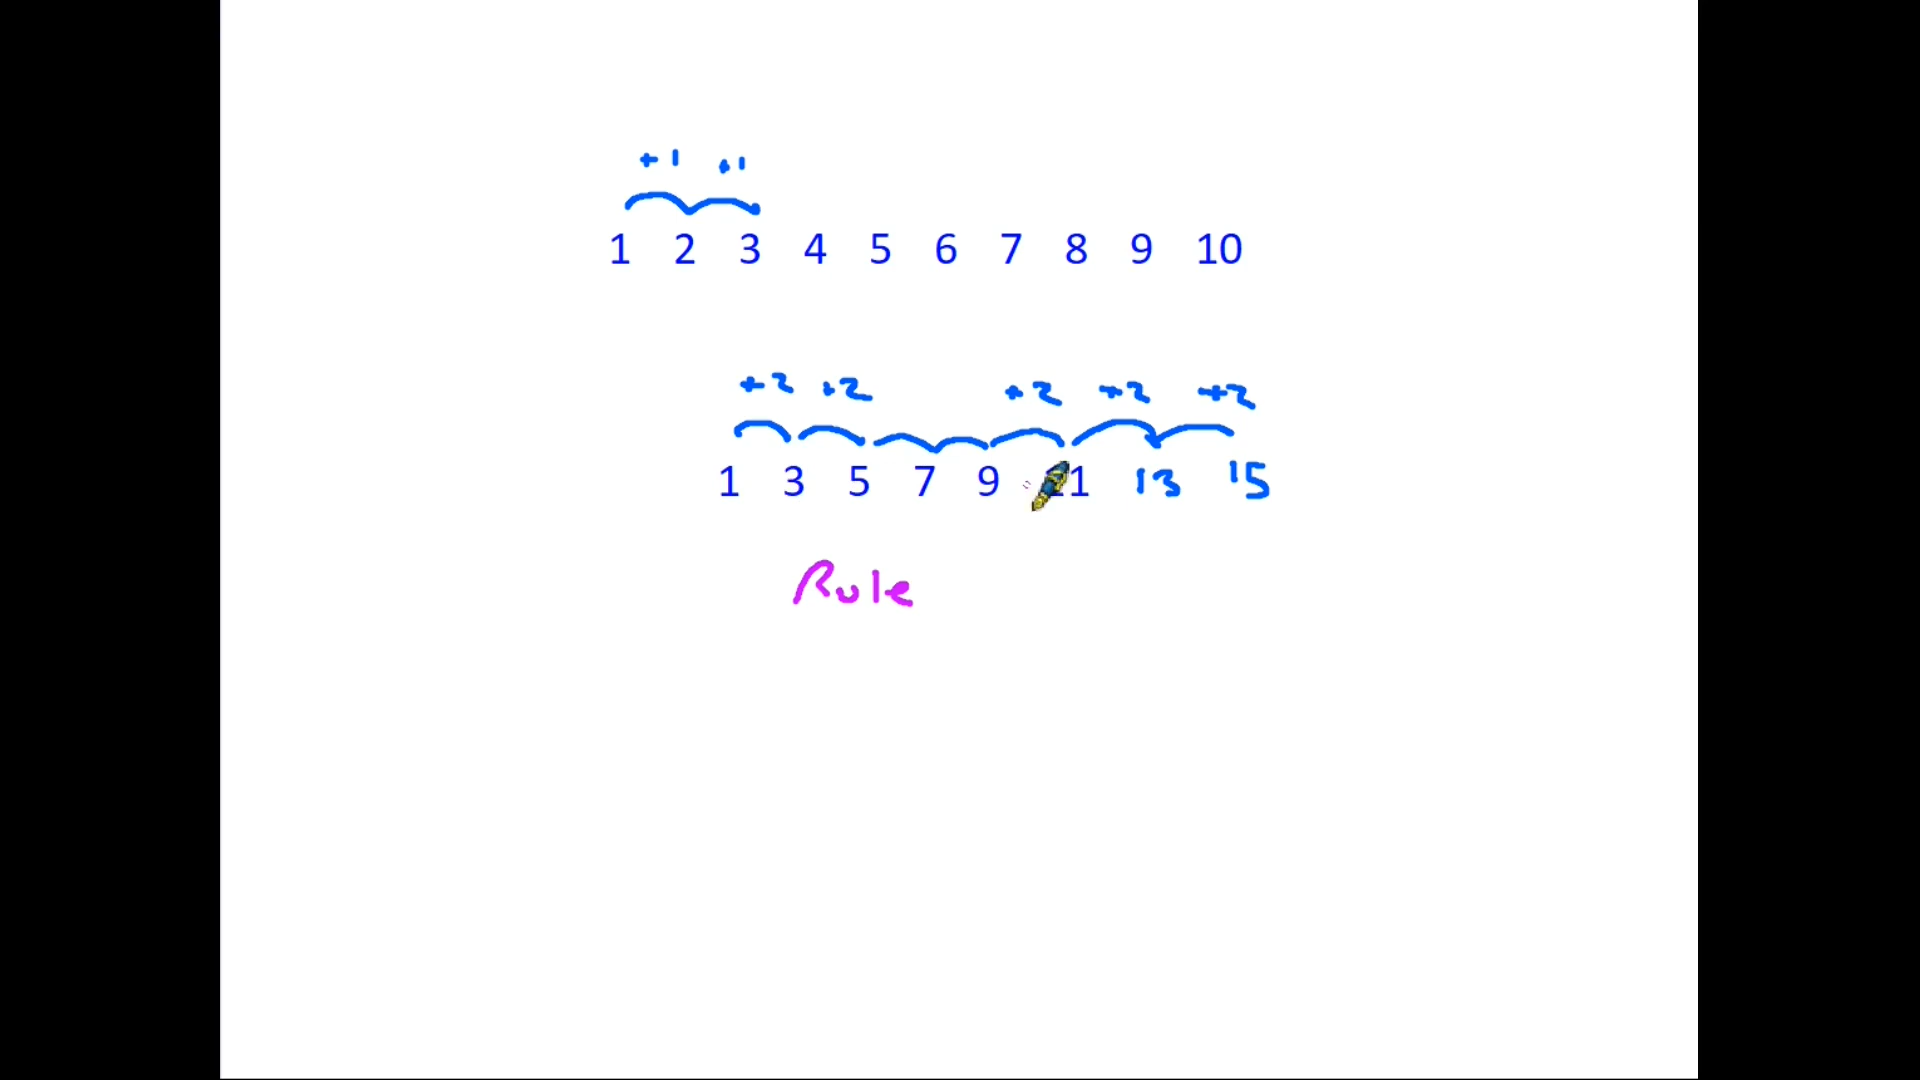 +1 +1
1 2 3 4 5 6 7 8 9 10
+2 +2 +2 +2 +2
1 3 5 7 9 11 13 15
Rule